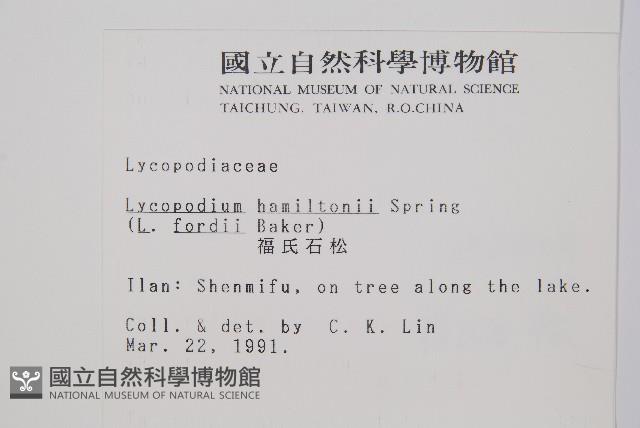 國立自然科學博物館
NATIONAL MUSEUM OF NATURAL SCIENCE
TAICHUNG, TAIWAN, R.O.CHINA
Lycopodiaceae
Lycopodium hamiltonii Spring
(L. fordii Baker)
福氏石松
Ilan: Shenmifu, on tree along the lake.
Coll. & det. by C. K. Lin
Mar. 22, 1991.
國立自然科學博物館
NATIONAL MUSEUM OF NATURAL SCIENCE